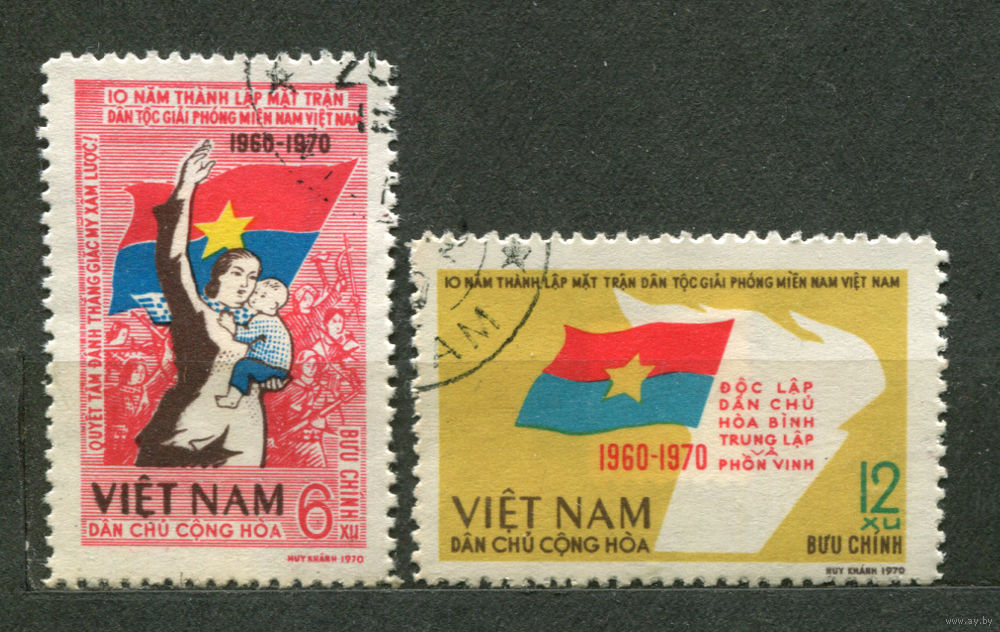 10 NĂM THÀNH LẬP MẶT TRẬN
DÂN TỘC GIẢI PHÓNG MIỀN NAM VIỆT NAM
1960-1970
QUYẾT TÂM ĐÁNH THẮNG GIẶC MỸ XÂM LƯỢC!
BƯU CHÍNH
VIỆT NAM
DÂN CHỦ CỘNG HÒA
6 XU
HUY KHÁNH 1970
10 NĂM THÀNH LẬP MẶT TRẬN DÂN TỘC GIẢI PHÓNG MIỀN NAM VIỆT NAM
ĐỘC LẬP
DÂN CHỦ
HÒA BÌNH
TRUNG LẬP
VÀ
PHỒN VINH
1960-1970
VIỆT NAM
DÂN CHỦ CỘNG HÒA
12
XU
BƯU CHÍNH
HUY KHÁNH 1970
www.ay.by